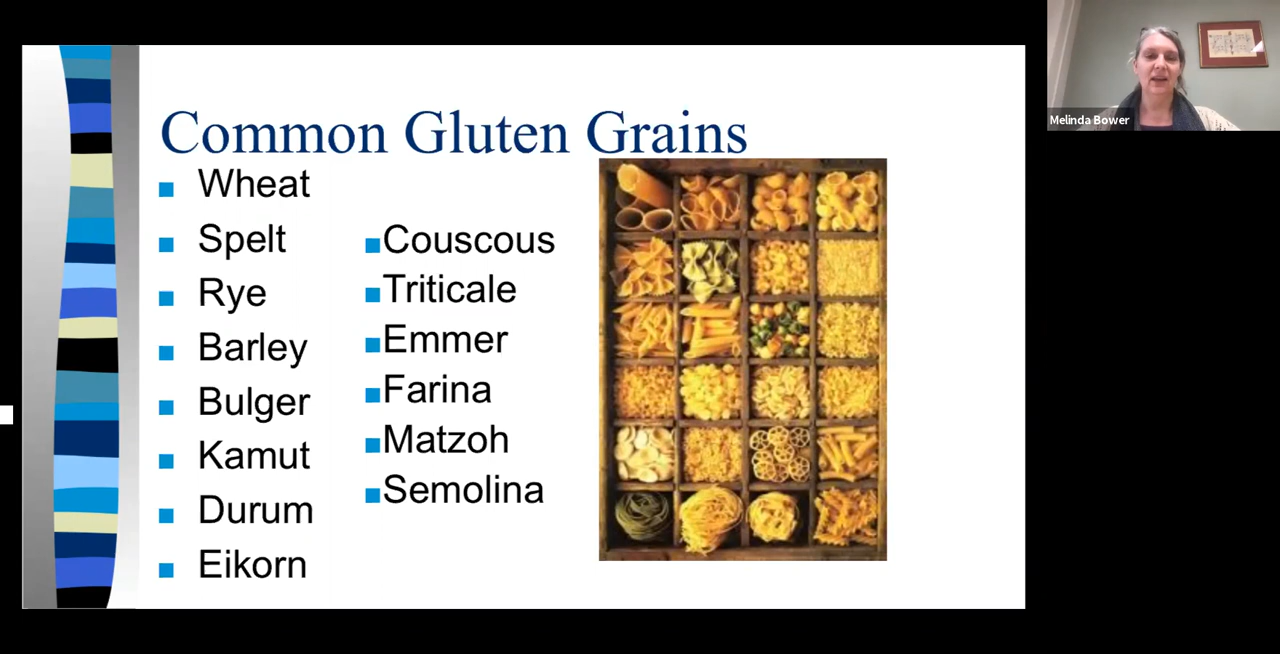 Common Gluten Grains
Wheat
Spelt
Rye
Barley
Bulger
Kamut
Durum
Eikorn
Couscous
Triticale
Emmer
Farina
Matzoh
Semolina
Melinda Bower